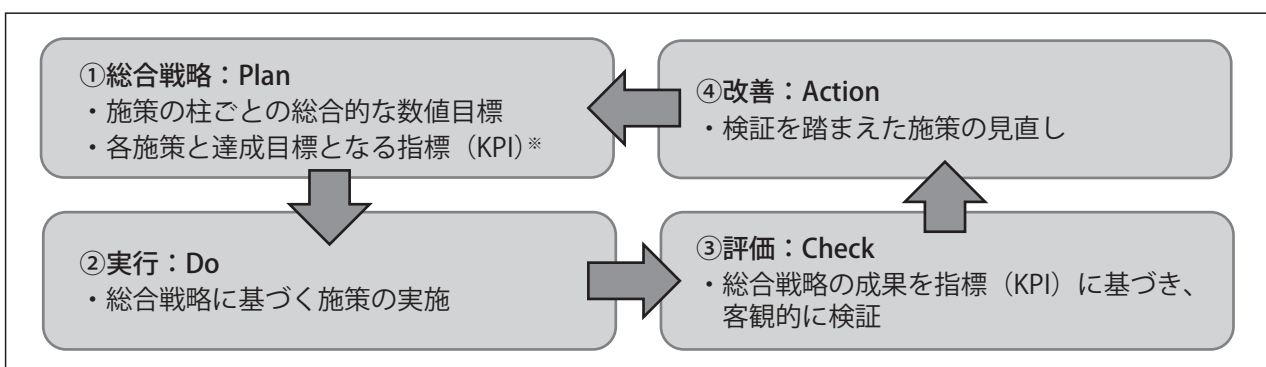 ①総合戦略：Plan
・施策の柱ごとの総合的な数値目標
・各施策と達成目標となる指標（KPI）※
②実行：Do
・総合戦略に基づく施策の実施
③評価：Check
・総合戦略の成果を指標（KPI）に基づき、
客観的に検証
④改善：Action
・検証を踏まえた施策の見直し